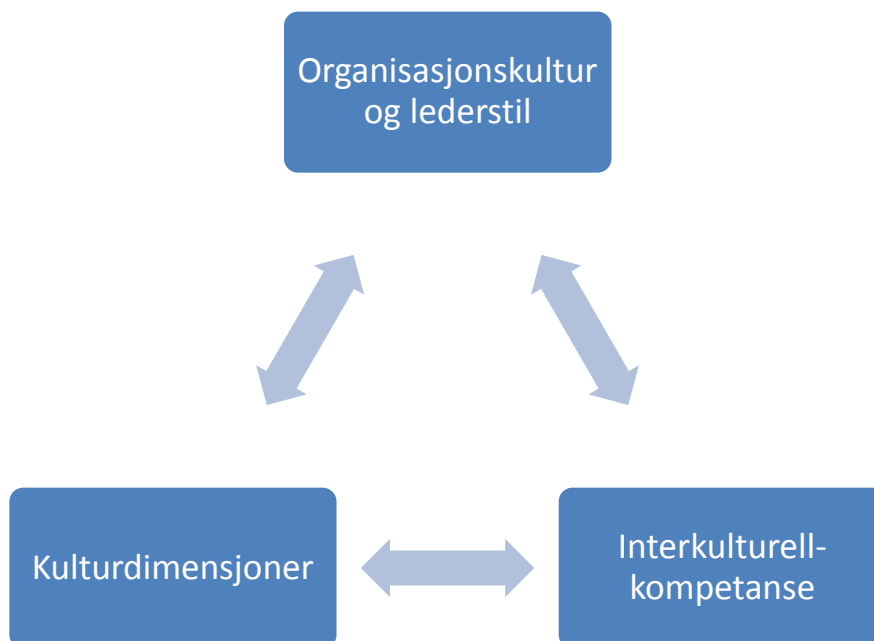 Organisasjonskultur
og lederstil
Kulturdimensjoner
Interkulturell-
kompetanse